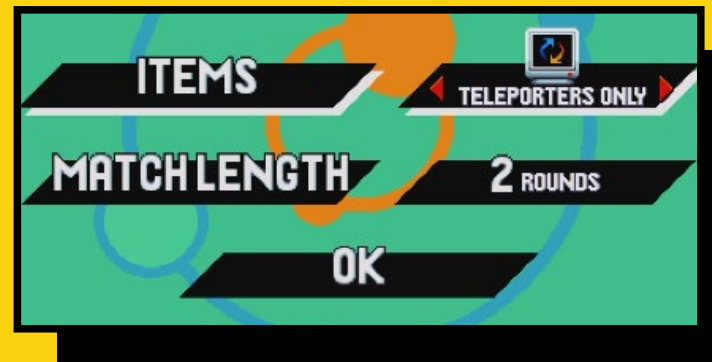 ITEMS
TELEPORTERS ONLY
MATCH LENGTH
2 ROUNDS
OK